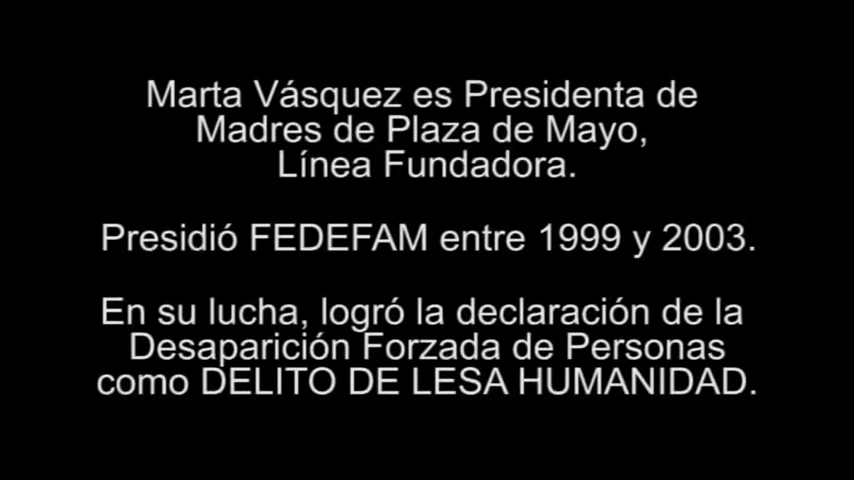 Marta Vásquez es Presidenta de
Madres de Plaza de Mayo,
Línea Fundadora.
Presidió FEDEFAM entre 1999 y 2003.
En su lucha, logró la declaración de la
Desaparición Forzada de Personas
como DELITO DE LESA HUMANIDAD.